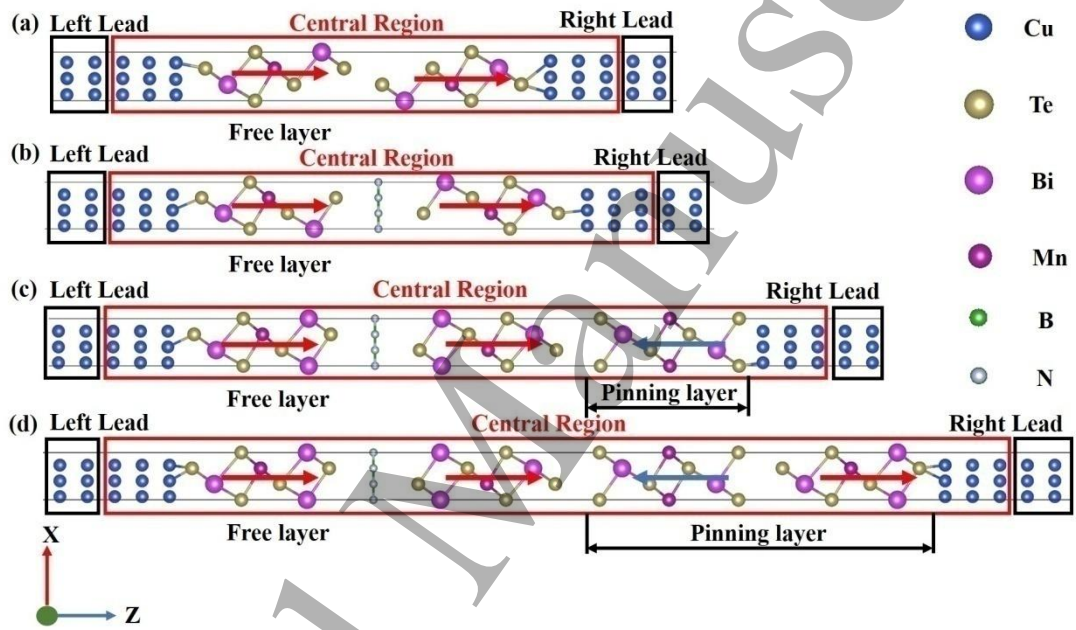 (a) Left Lead Central Region Right Lead
Free layer
(b) Left Lead Central Region Right Lead
Free layer
(c) Left Lead Central Region Right Lead
Free layer Pinning layer
(d) Left Lead Central Region Right Lead
Free layer Pinning layer
X
Z
Cu
Te
Bi
Mn
B
N
Manus